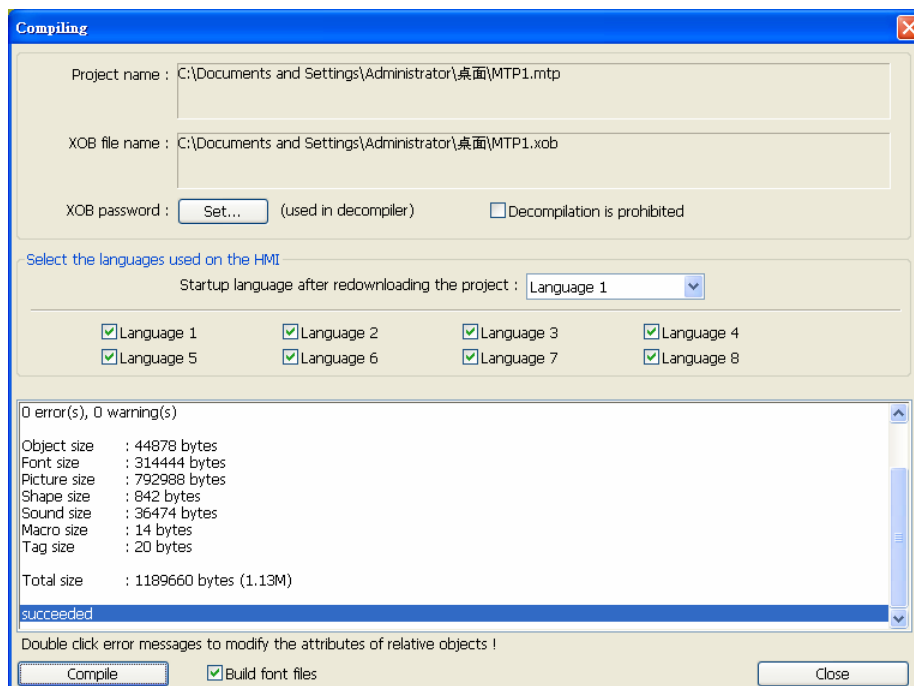 Compiling
Project name : C:\Documents and Settings\Administrator\桌面\MTP1.mtp
XOB file name : C:\Documents and Settings\Administrator\桌面\MTP1.xob
XOB password : Set... (used in decompiler) Decompilation is prohibited
Select the languages used on the HMI
Startup language after redownloading the project : Language 1
Language 1 Language 2 Language 3 Language 4
Language 5 Language 6 Language 7 Language 8
0 error(s), 0 warning(s)
Object size : 44878 bytes
Font size : 314444 bytes
Picture size : 792988 bytes
Shape size : 842 bytes
Sound size : 36474 bytes
Macro size : 14 bytes
Tag size : 20 bytes
Total size : 1189660 bytes (1.13M)
succeeded
Double click error messages to modify the attributes of relative objects !
Compile Build font files Close